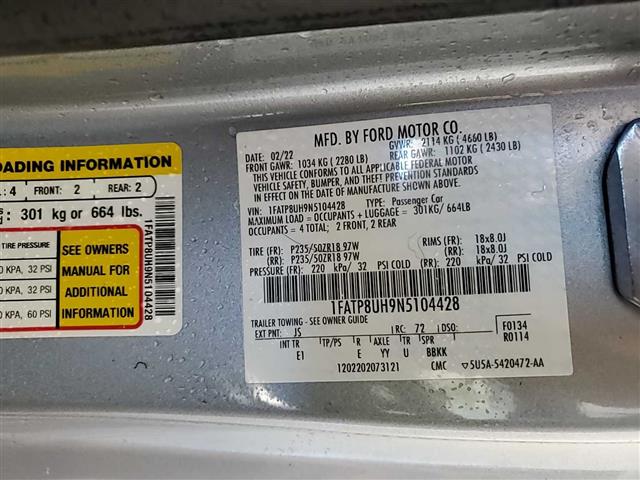 LOADING INFORMATION
: 4 FRONT: 2 REAR: 2
: 301 kg or 664 lbs.
TIRE PRESSURE
KPA, 32 PSI
KPA, 32 PSI
KPA, 60 PSI
SEE OWNERS
MANUAL FOR
ADDITIONAL
INFORMATION
1FATP8UH9N5104428
MFD. BY FORD MOTOR CO.
DATE: 02/22 GVWR: 2114 KG ( 4660 LB)
FRONT GAWR: 1034 KG ( 2280 LB) REAR GAWR: 1102 KG ( 2430 LB)
THIS VEHICLE CONFORMS TO ALL APPLICABLE FEDERAL MOTOR
VEHICLE SAFETY, BUMPER, AND THEFT PREVENTION STANDARDS
IN EFFECT ON THE DATE OF MANUFACTURE SHOWN ABOVE.
VIN: 1FATP8UH9N5104428 TYPE: Passenger Car
MAXIMUM LOAD = OCCUPANTS + LUGGAGE = 301KG/ 664LB
OCCUPANTS = 4 TOTAL; 2 FRONT, 2 REAR
TIRE (FR): P235/50ZR18 97W RIMS (FR): 18x8.0J
(RR): P235/50ZR18 97W (RR): 18x8.0J
PRESSURE (FR): 220 kPa/ 32 PSI COLD (RR): 220 kPa/ 32 PSI COLD
1FATP8UH9N5104428
TRAILER TOWING - SEE OWNER GUIDE
EXT PNT: JS RC: 72 DSO: F0134
R0114
INT TR TP/PS R AXLE TR SPR
E1 E YY U BBKK
1202202073121 CMC ▽5U5A-5420472-AA